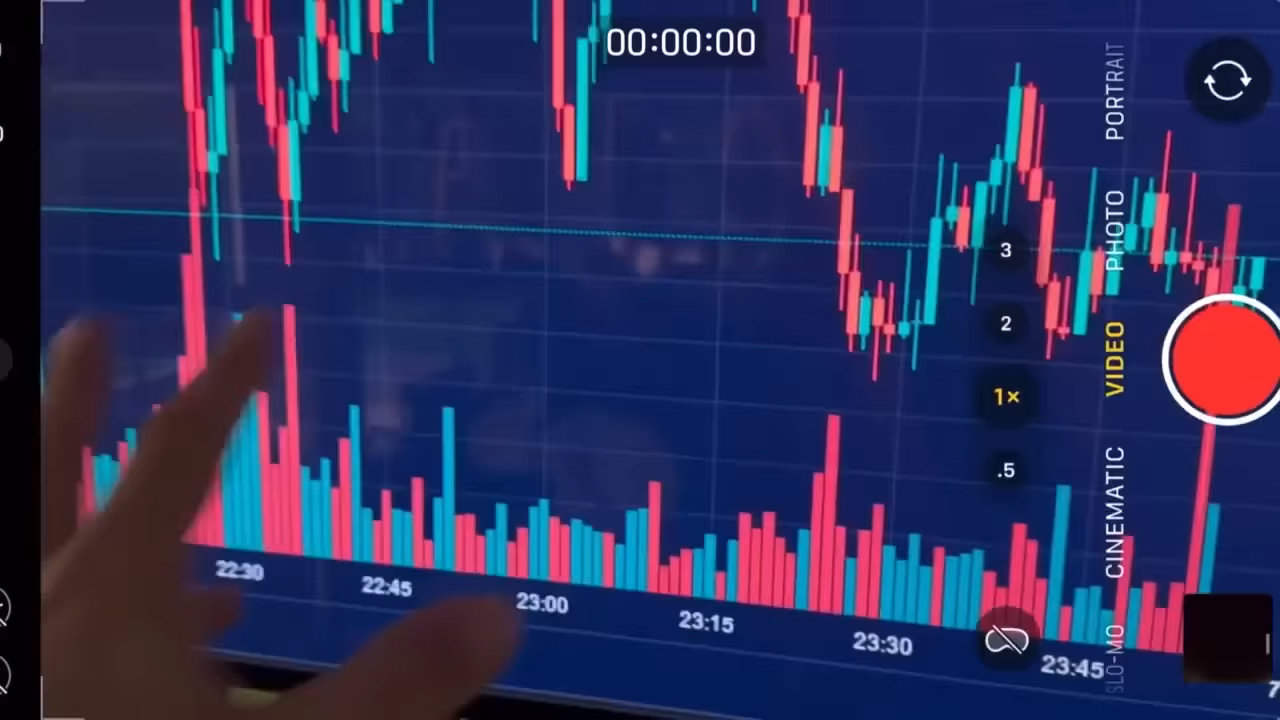 00:00:00
PORTRAIT
PHOTO
VIDEO
CINEMATIC
SLO-MO
3
2
1×
.5
22:30
22:45
23:00
23:15
23:30
23:45
7